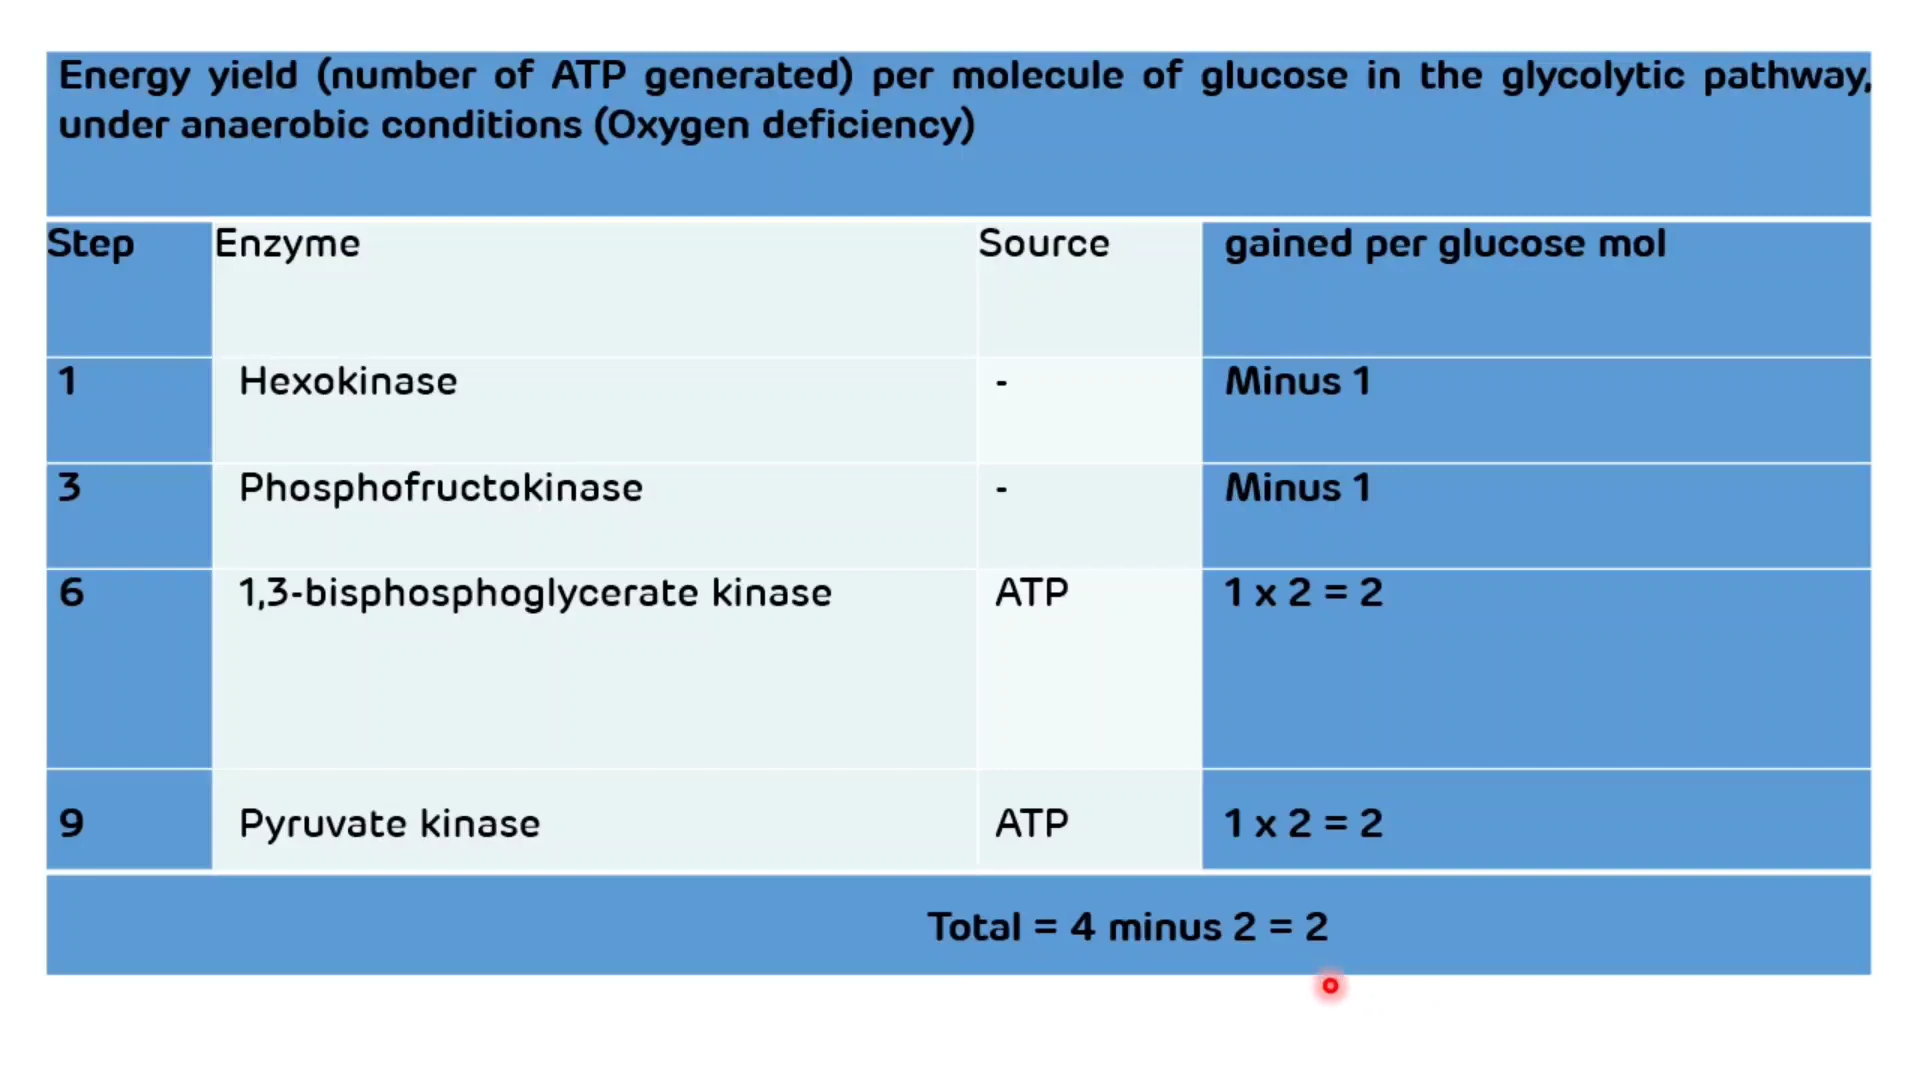 Energy yield (number of ATP generated) per molecule of glucose in the glycolytic pathway,
under anaerobic conditions (Oxygen deficiency)
Step Enzyme Source gained per glucose mol
1 Hexokinase - Minus 1
3 Phosphofructokinase - Minus 1
6 1,3-bisphosphoglycerate kinase ATP 1 x 2 = 2
9 Pyruvate kinase ATP 1 x 2 = 2
Total = 4 minus 2 = 2